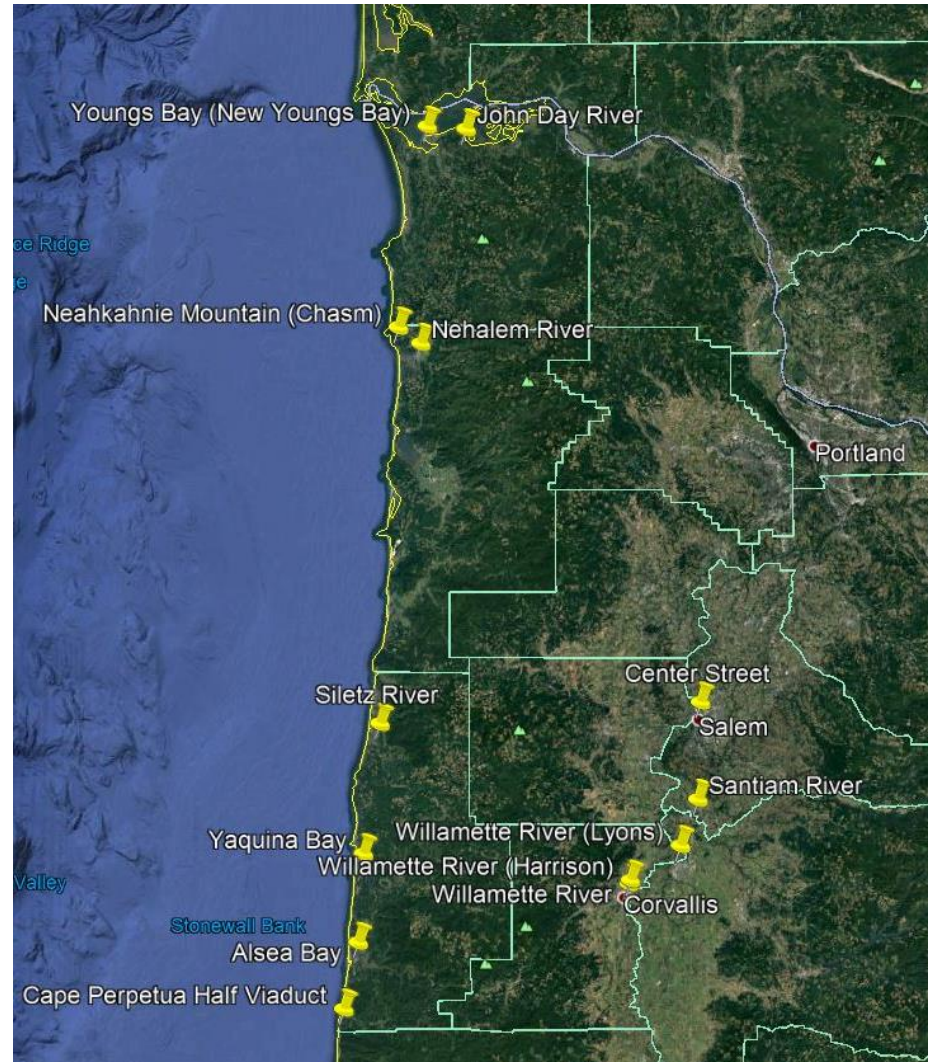 Youngs Bay (New Youngs Bay)
John Day River
ce Ridge
ge
Neahkahnie Mountain (Chasm)
Nehalem River
Portland
Siletz River
Center Street
Salem
Santiam River
Yaquina Bay
Willamette River (Lyons)
Willamette River (Harrison)
Willamette River
Corvallis
Valley
Stonewall Bank
Alsea Bay
Cape Perpetua Half Viaduct